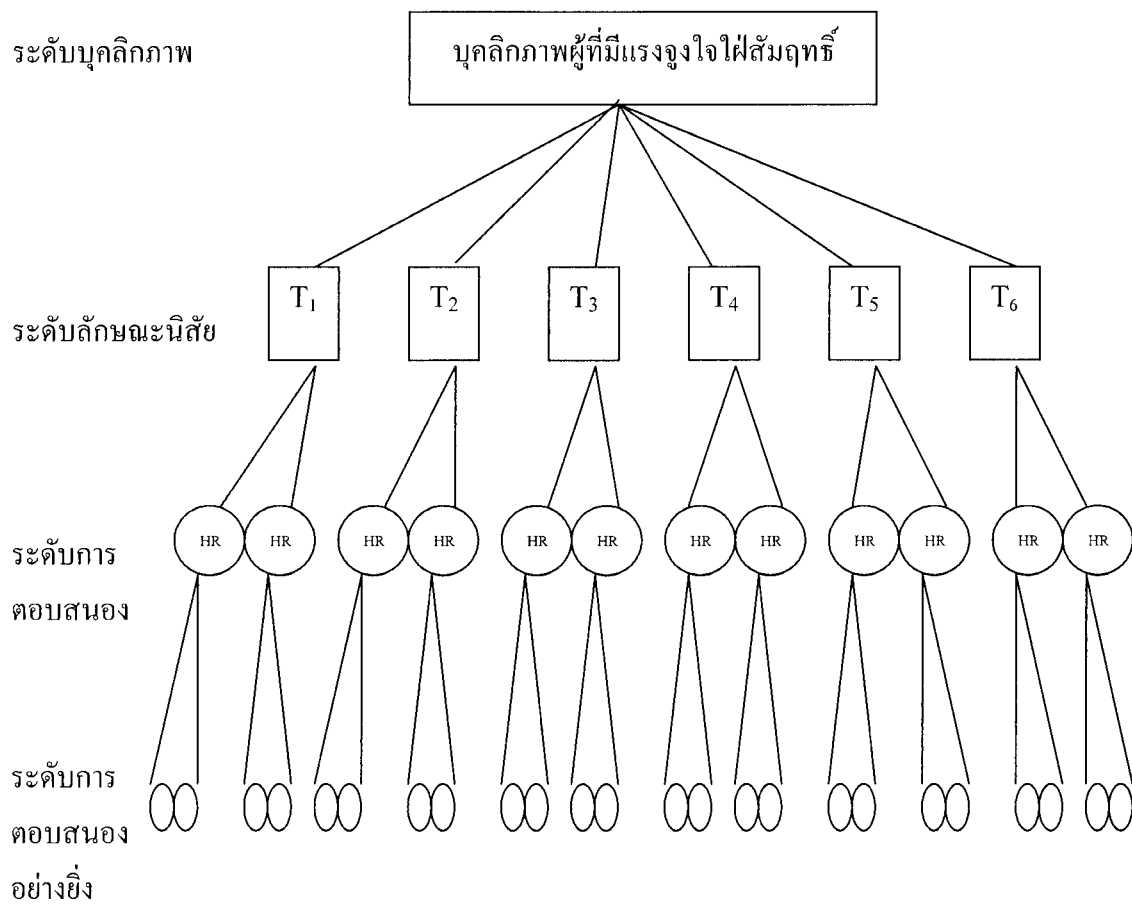 ระดับบุคลิกภาพ
บุคลิกภาพผู้ที่มีแรงจูงใจใฝ่สัมฤทธิ์
T1 T2 T3 T4 T5 T6
ระดับลักษณะนิสัย
HR HR HR HR HR HR HR HR HR HR HR HR
ระดับการ
ตอบสนอง
ระดับการ
ตอบสนอง
อย่างยิ่ง